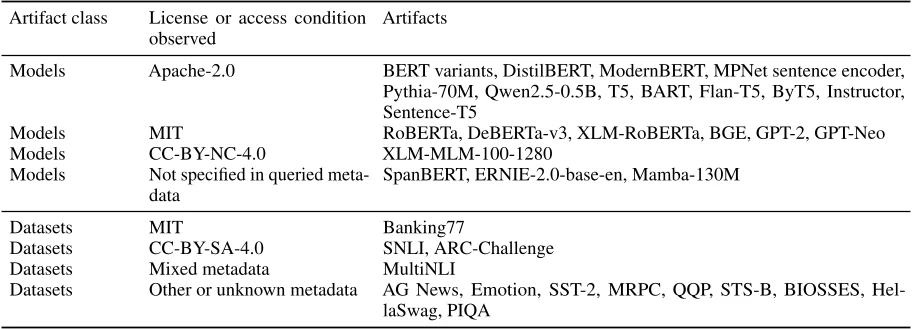 Artifact class License or access condition Artifacts
observed
Models Apache-2.0 BERT variants, DistilBERT, ModernBERT, MPNet sentence encoder,
Pythia-70M, Qwen2.5-0.5B, T5, BART, Flan-T5, ByT5, Instructor,
Sentence-T5
Models MIT RoBERTa, DeBERTa-v3, XLM-RoBERTa, BGE, GPT-2, GPT-Neo
Models CC-BY-NC-4.0 XLM-MLM-100-1280
Models Not specified in queried meta- SpanBERT, ERNIE-2.0-base-en, Mamba-130M
data
Datasets MIT Banking77
Datasets CC-BY-SA-4.0 SNLI, ARC-Challenge
Datasets Mixed metadata MultiNLI
Datasets Other or unknown metadata AG News, Emotion, SST-2, MRPC, QQP, STS-B, BIOSSES, Hel-
laSwag, PIQA